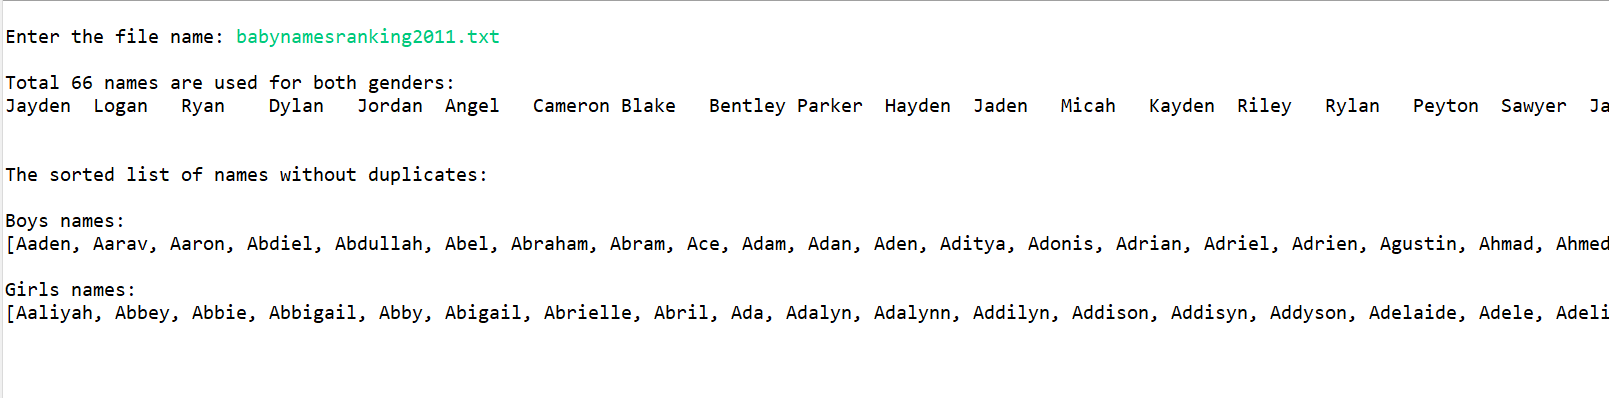 Enter the file name: babynamesranking2011.txt
Total 66 names are used for both genders:
Jayden Logan Ryan Dylan Jordan Angel Cameron Blake Bentley Parker Hayden Jaden Micah Kayden Riley Rylan Peyton Sawyer Ja
The sorted list of names without duplicates:
Boys names:
[Aaden, Aarav, Aaron, Abdiel, Abdullah, Abel, Abraham, Abram, Ace, Adam, Adan, Aden, Aditya, Adonis, Adrian, Adriel, Adrien, Agustin, Ahmad, Ahmed
Girls names:
[Aaliyah, Abbey, Abbie, Abbigail, Abby, Abigail, Abrielle, Abril, Ada, Adalyn, Adalynn, Addilyn, Addison, Addisyn, Addyson, Adelaide, Adele, Adeli